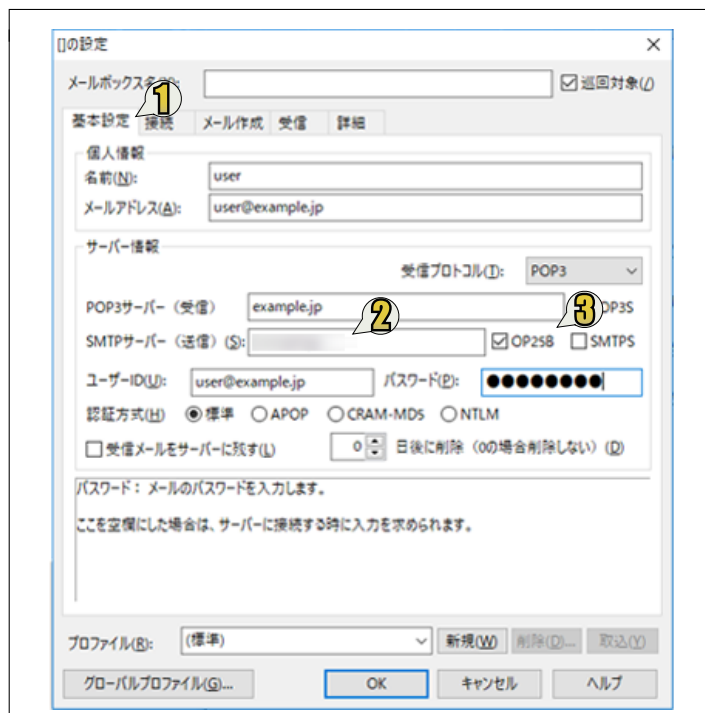 []の設定
メールボックス名 巡回対象(I)
1
基本設定 接続 メール作成 受信 詳細
個人情報
名前(N): user
メールアドレス(A): user@example.jp
サーバー情報
受信プロトコル(T): POP3
POP3サーバー(受信) example.jp OP3S
2
3
SMTPサーバー(送信)(S): OP25B SMTPS
ユーザーID(U): user@example.jp パスワード(P): ●●●●●●●●
認証方式(H) 標準 APOP CRAM-MD5 NTLM
受信メールをサーバーに残す(L) 0 日後に削除(0の場合削除しない)(D)
パスワード: メールのパスワードを入力します。
ここを空欄にした場合は、サーバーに接続する時に入力を求められます。
プロファイル(R): (標準) 新規(W) 削除(D)... 取込(Y)
グローバルプロファイル(G)... OK キャンセル ヘルプ